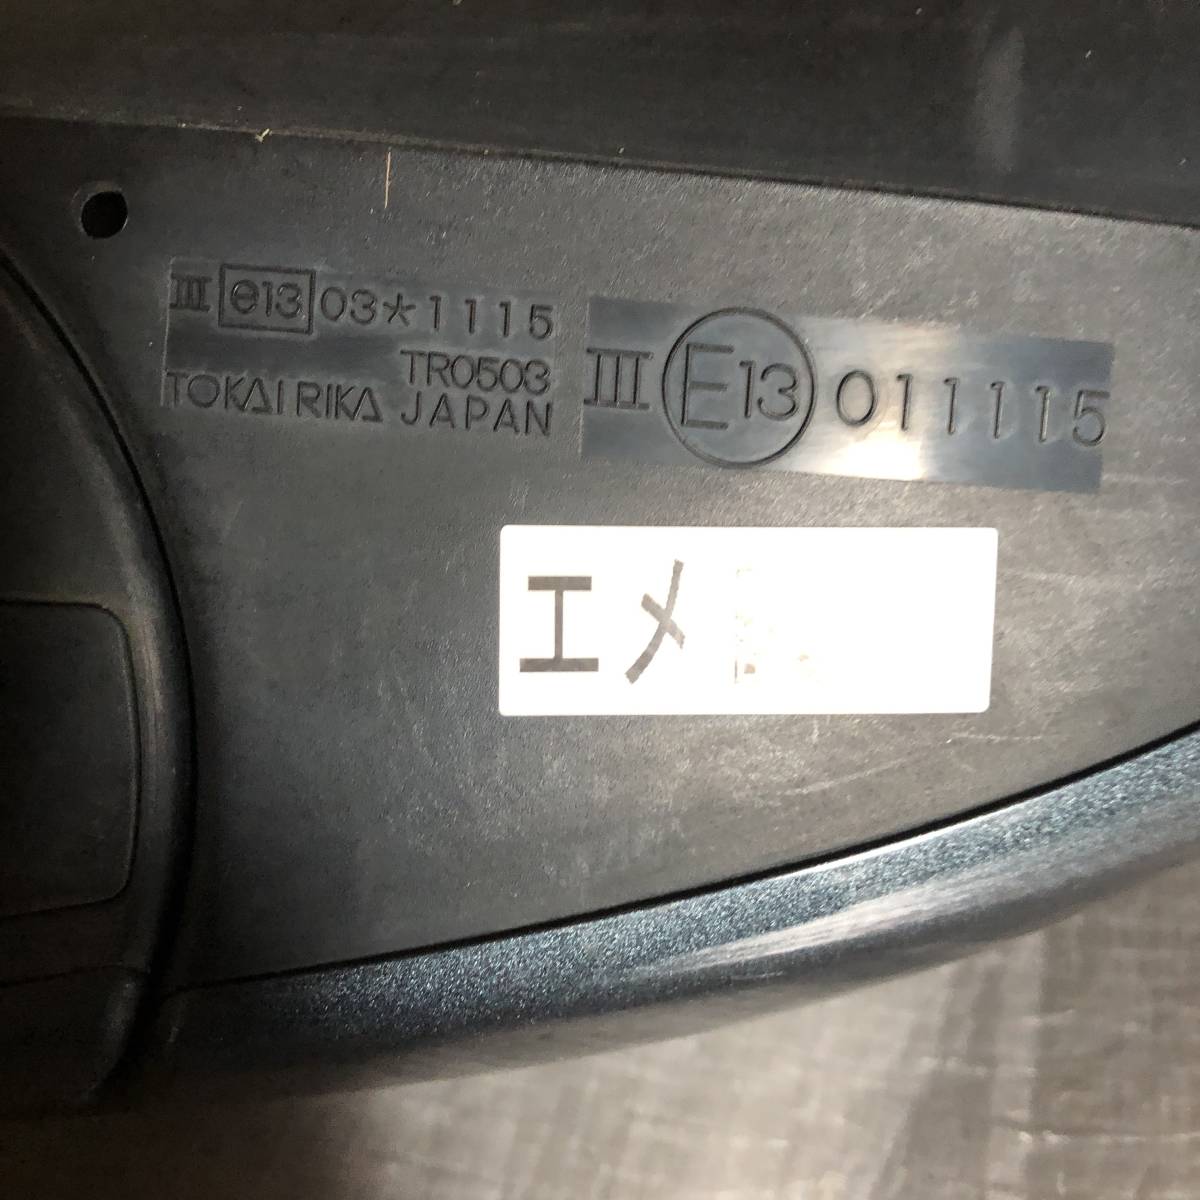 III e13 03*1115
TR0503
TOKAI RIKA JAPAN
III E13 011115
エメ